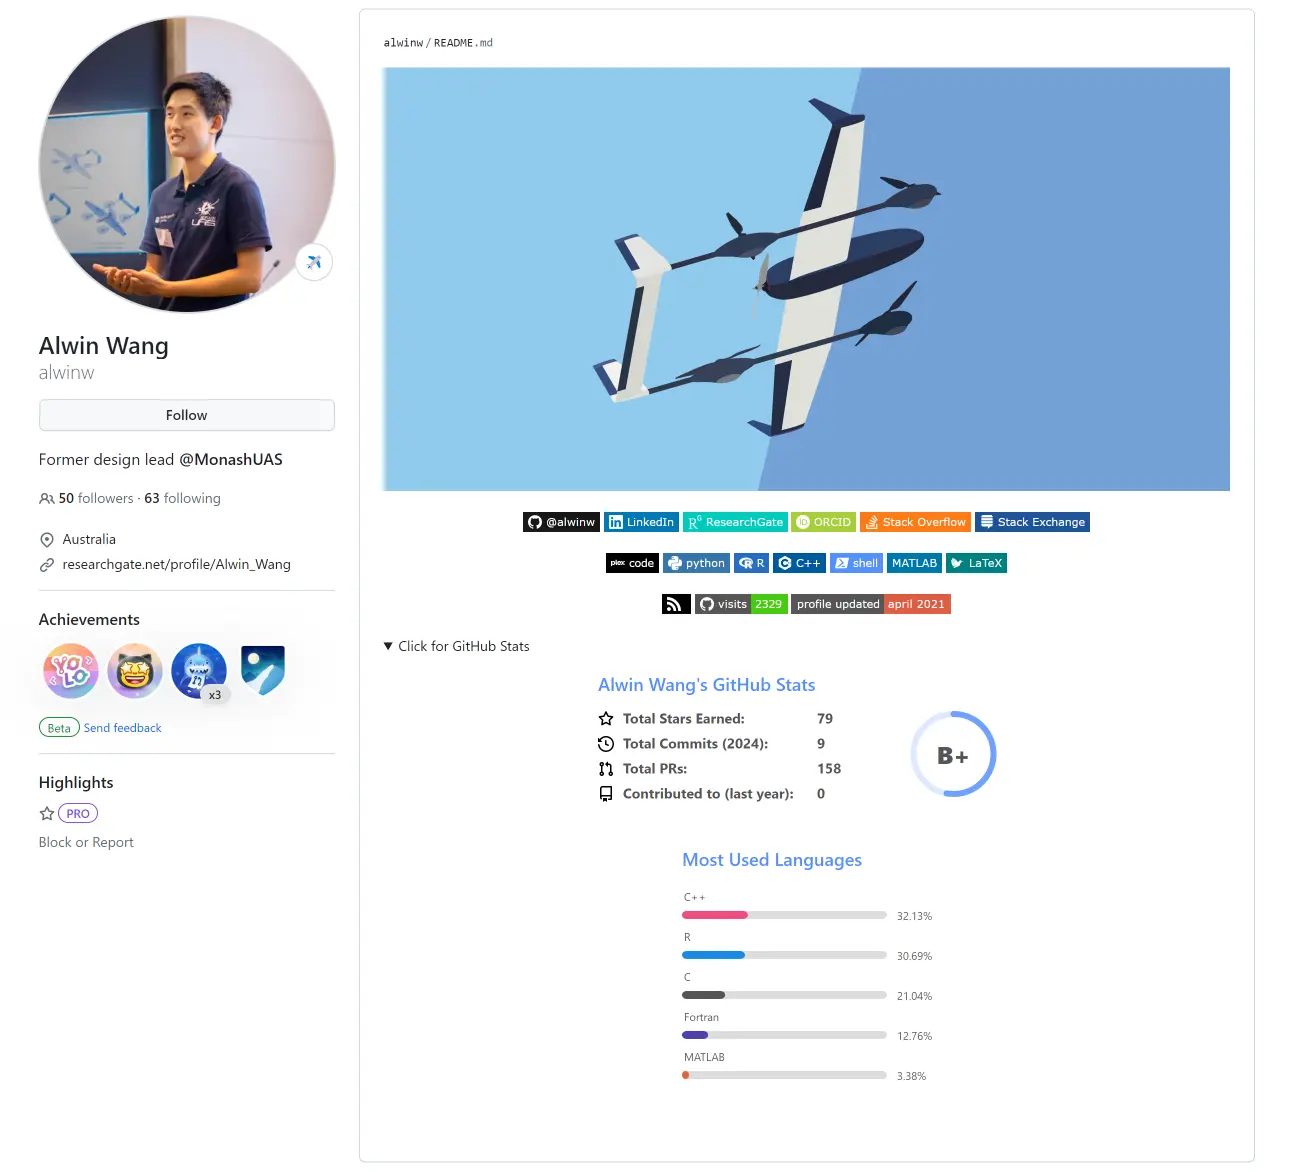 alwinw/README.md
UAS
Alwin Wang
alwinw
Follow
Former design lead @MonashUAS
50 followers · 63 following
Australia
researchgate.net/profile/Alwin_Wang
Achievements
YOLO
x3
Beta Send feedback
Highlights
PRO
Block or Report
@alwinw LinkedIn R^G ResearchGate iD ORCID Stack Overflow Stack Exchange
plex code python R C++ shell MATLAB LaTeX
visits 2329 profile updated april 2021
▼ Click for GitHub Stats
Alwin Wang's GitHub Stats
Total Stars Earned: 79
Total Commits (2024): 9
Total PRs: 158
Contributed to (last year): 0
B+
Most Used Languages
C++
32.13%
R
30.69%
C
21.04%
Fortran
12.76%
MATLAB
3.38%